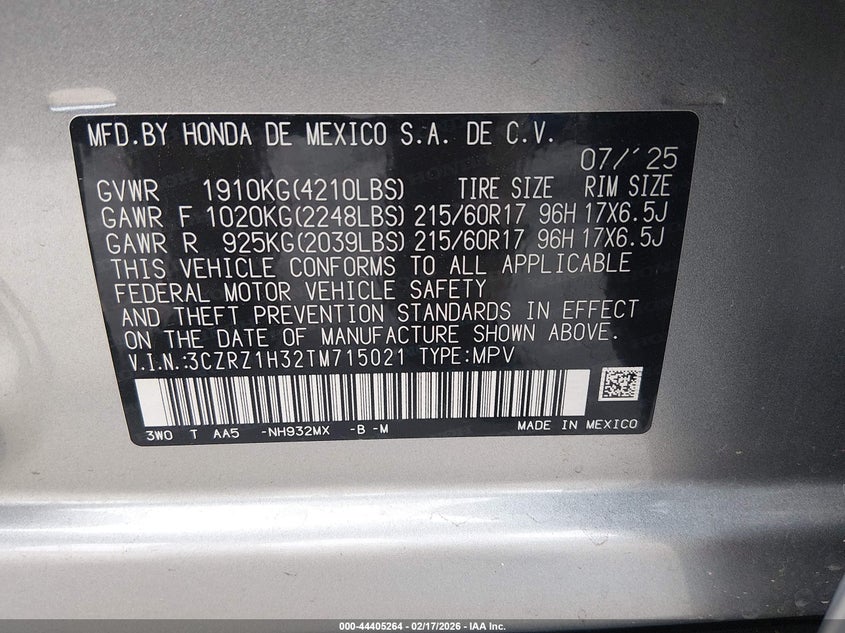 MFD.BY HONDA DE MEXICO S.A. DE C.V.
07/'25
GVWR 1910KG(4210LBS) TIRE SIZE RIM SIZE
GAWR F 1020KG(2248LBS) 215/60R17 96H 17X6.5J
GAWR R 925KG(2039LBS) 215/60R17 96H 17X6.5J
THIS VEHICLE CONFORMS TO ALL APPLICABLE
FEDERAL MOTOR VEHICLE SAFETY
AND THEFT PREVENTION STANDARDS IN EFFECT
ON THE DATE OF MANUFACTURE SHOWN ABOVE.
V.I.N.:3CZRZ1H32TM715021 TYPE:MPV
3W0 T AA5 -NH932MX -B -M MADE IN MEXICO
000-44405264 - 02/17/2026 - IAA Inc.